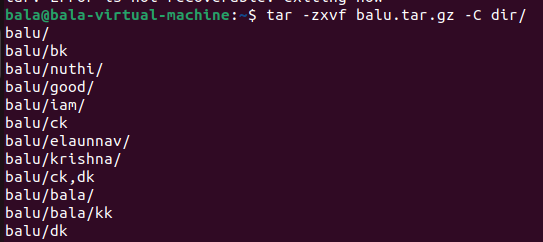 tar: Error is not recoverable: exiting now
bala@bala-virtual-machine:~$ tar -zxvf balu.tar.gz -C dir/
balu/
balu/bk
balu/nuthi/
balu/good/
balu/iam/
balu/ck
balu/elaunnav/
balu/krishna/
balu/ck,dk
balu/bala/
balu/bala/kk
balu/dk